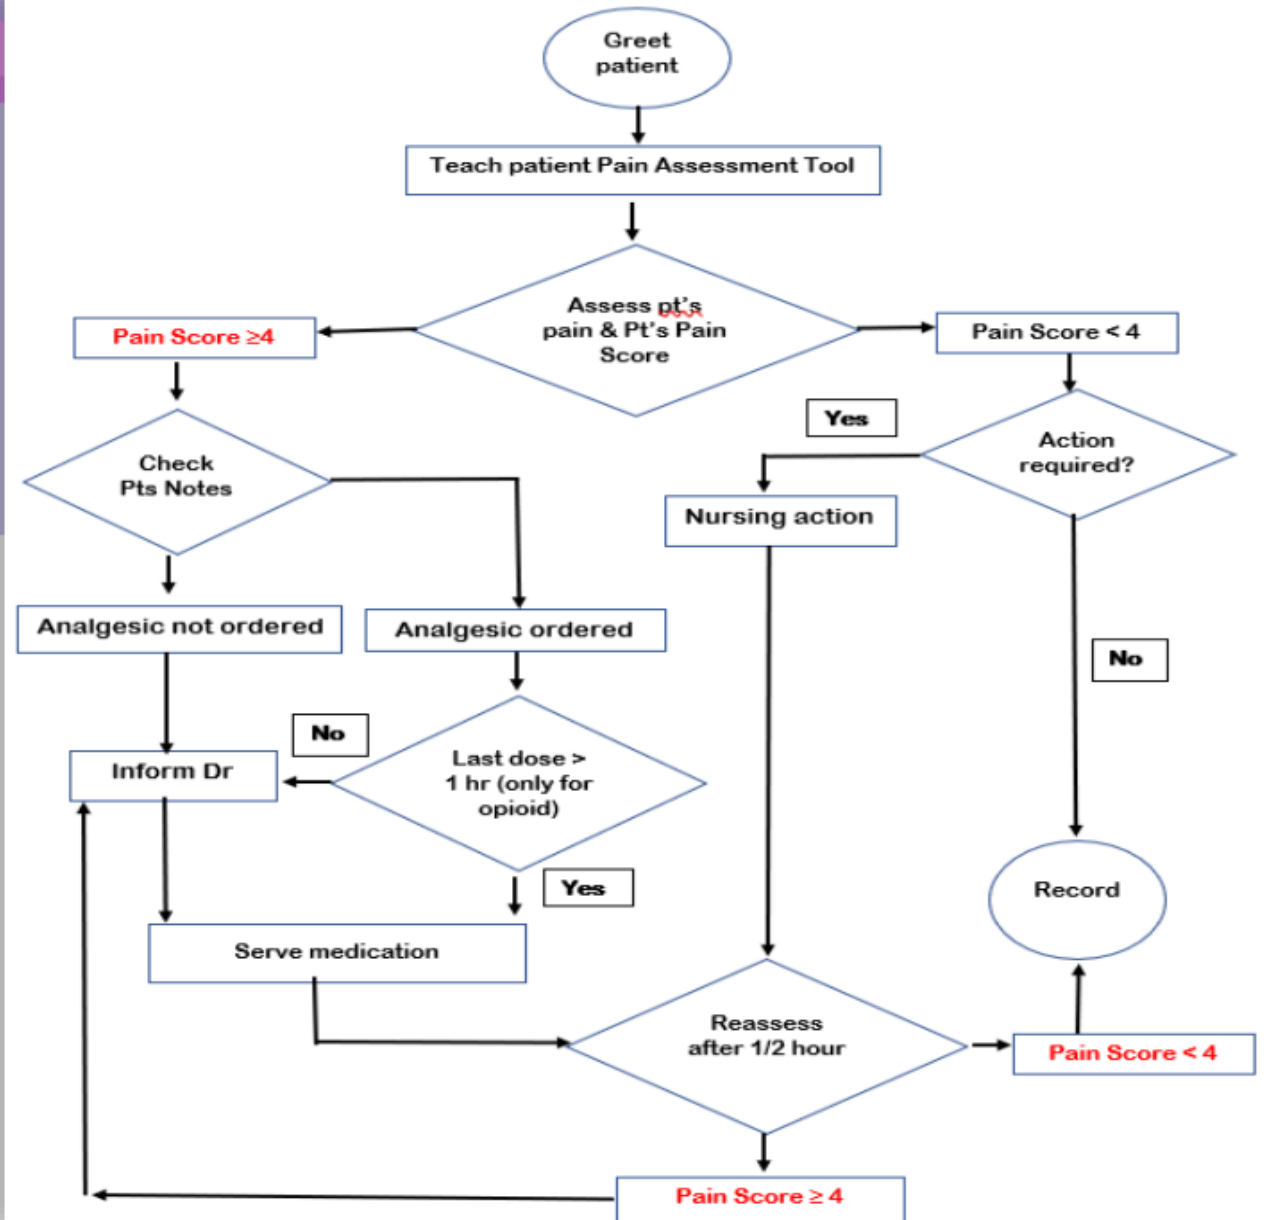 Greet
patient
Teach patient Pain Assessment Tool
Assess pt's
pain & Pt's Pain
Score
Pain Score ≥4
Pain Score < 4
Yes
Action
required?
Check
Pts Notes
Nursing action
Analgesic not ordered
Analgesic ordered
No
No
Last dose >
1 hr (only for
opioid)
Inform Dr
Yes
Record
Serve medication
Reassess
after 1/2 hour
Pain Score < 4
Pain Score ≥ 4